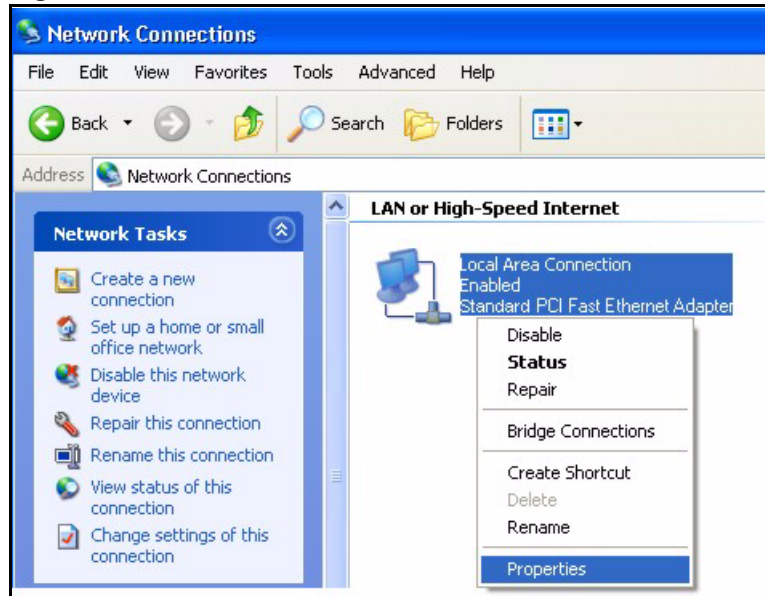 Network Connections
File Edit View Favorites Tools Advanced Help
Back Search Folders
Address Network Connections
Network Tasks
Create a new
connection
Set up a home or small
office network
Disable this network
device
Repair this connection
Rename this connection
View status of this
connection
Change settings of this
connection
LAN or High-Speed Internet
Local Area Connection
Enabled
Standard PCI Fast Ethernet Adapter
Disable
Status
Repair
Bridge Connections
Create Shortcut
Delete
Rename
Properties